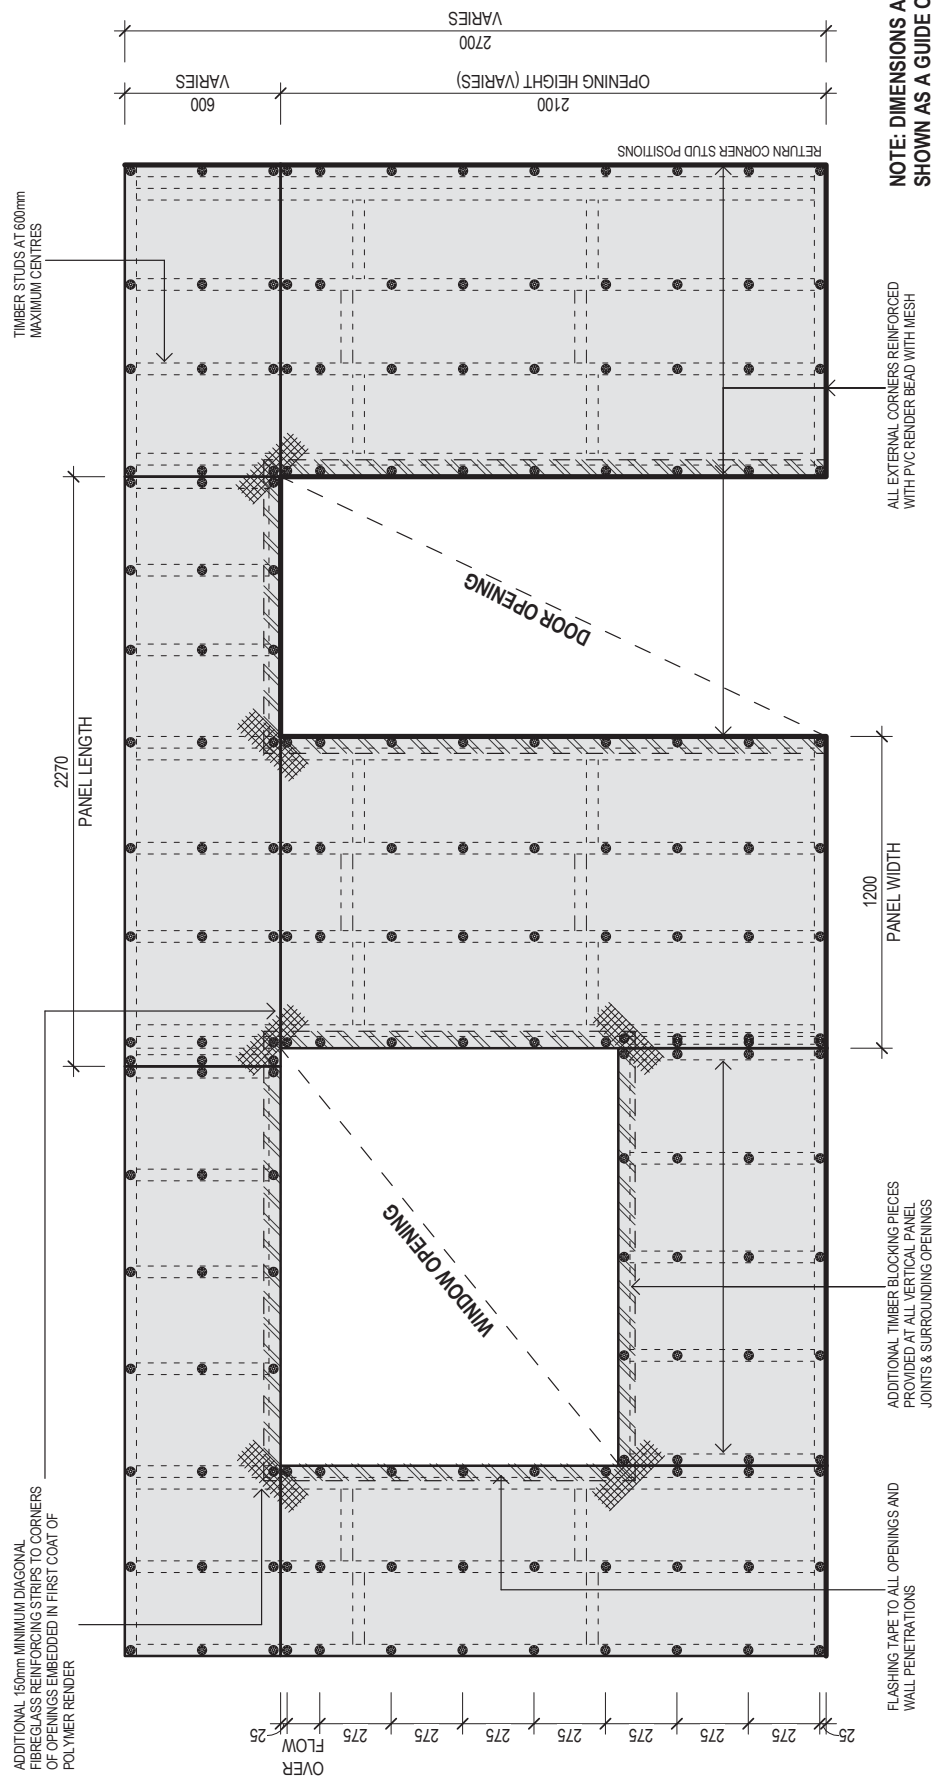 ADDITIONAL 150mm MINIMUM DIAGONAL
FIBREGLASS REINFORCING STRIPS TO CORNERS
OF OPENINGS EMBEDDED IN FIRST COAT OF
POLYMER RENDER
2270
PANEL LENGTH
TIMBER STUDS AT 600mm
MAXIMUM CENTRES
600
VARIES
2100
OPENING HEIGHT (VARIES)
2700
VARIES
RETURN CORNER STUD POSITIONS
WINDOW OPENING
DOOR OPENING
25
OVER
FLOW
275
275
275
275
275
275
275
25
1200
PANEL WIDTH
FLASHING TAPE TO ALL OPENINGS AND
WALL PENETRATIONS
ADDITIONAL TIMBER BLOCKING PIECES
PROVIDED AT ALL VERTICAL PANEL
JOINTS & SURROUNDING OPENINGS
ALL EXTERNAL CORNERS REINFORCED
WITH PVC RENDER BEAD WITH MESH
NOTE: DIMENSIONS A
SHOWN AS A GUIDE O